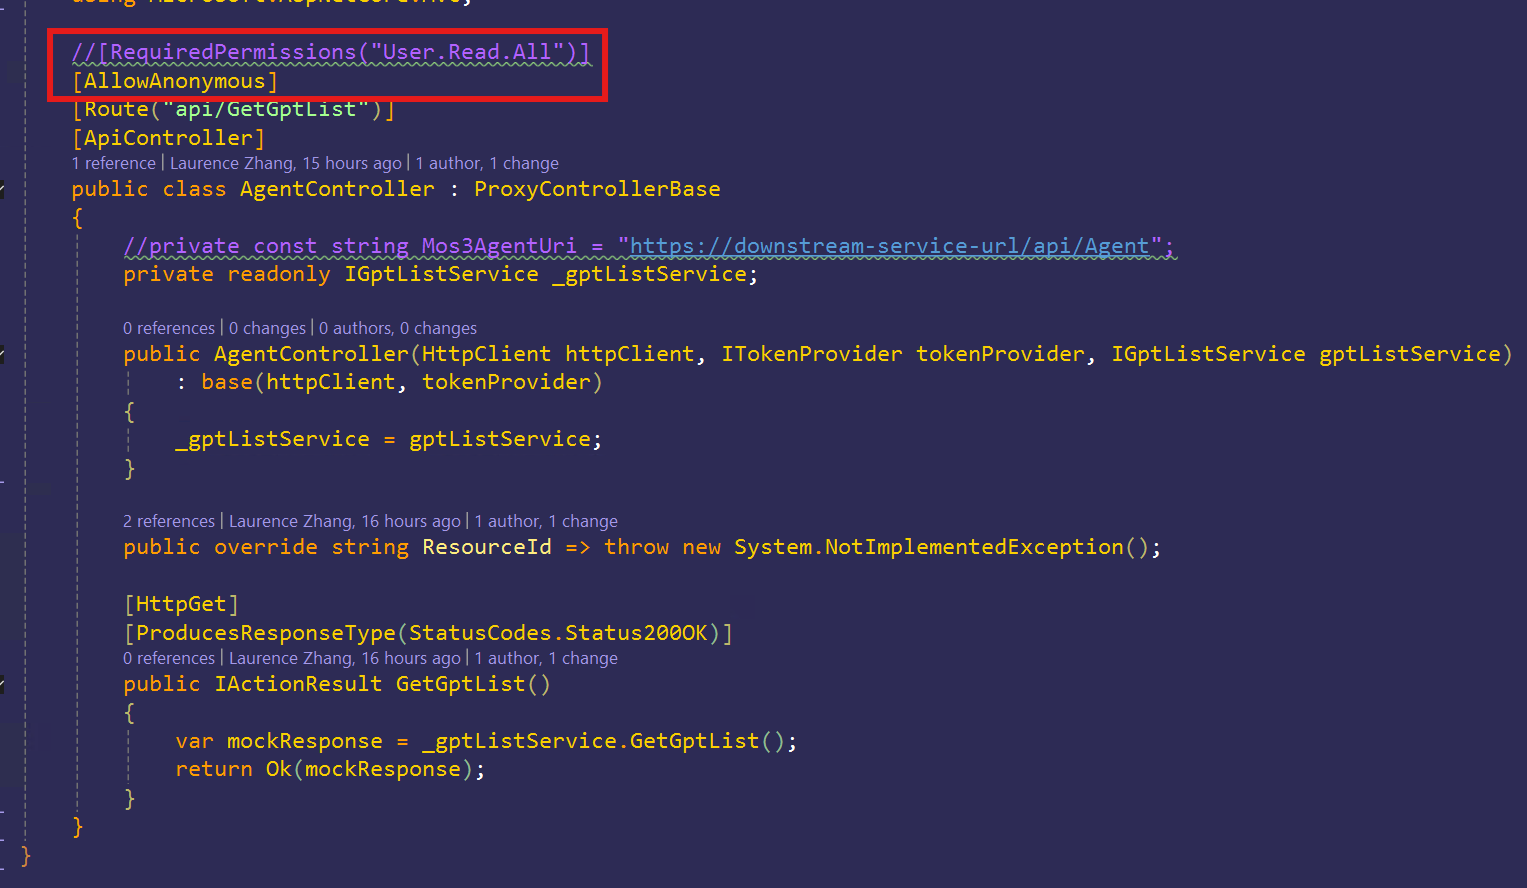 //[RequiredPermissions("User.Read.All")]
[AllowAnonymous]
[Route("api/GetGptList")]
[ApiController]
1 reference | Laurence Zhang, 15 hours ago | 1 author, 1 change
public class AgentController : ProxyControllerBase
{
//private const string Mos3AgentUri = "https://downstream-service-url/api/Agent";
private readonly IGptListService _gptListService;
0 references | 0 changes | 0 authors, 0 changes
public AgentController(HttpClient httpClient, ITokenProvider tokenProvider, IGptListService gptListService)
: base(httpClient, tokenProvider)
{
_gptListService = gptListService;
}
2 references | Laurence Zhang, 16 hours ago | 1 author, 1 change
public override string ResourceId => throw new System.NotImplementedException();
[HttpGet]
[ProducesResponseType(StatusCodes.Status200OK)]
0 references | Laurence Zhang, 16 hours ago | 1 author, 1 change
public IActionResult GetGptList()
{
var mockResponse = _gptListService.GetGptList();
return Ok(mockResponse);
}
}
}